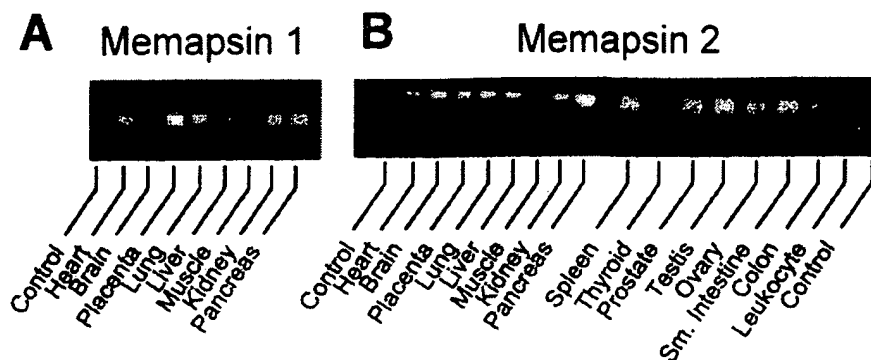 A Memapsin 1
B Memapsin 2
Control
Heart
Brain
Placenta
Lung
Liver
Muscle
Kidney
Pancreas
Control
Heart
Brain
Placenta
Lung
Liver
Muscle
Kidney
Pancreas
Spleen
Thyroid
Prostate
Testis
Ovary
Sm. Intestine
Colon
Leukocyte
Control